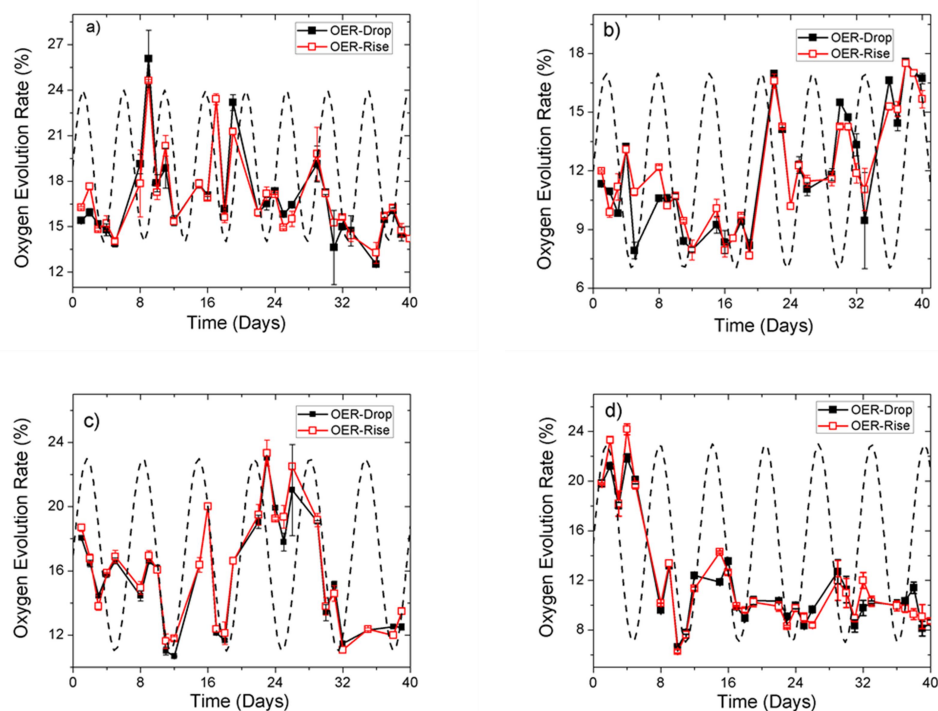 a)
OER-Drop
OER-Rise
Oxygen Evolution Rate (%)
27
24
21
18
15
12
0 8 16 24 32 40
Time (Days)
b)
OER-Drop
OER-Rise
Oxygen Evolution Rate (%)
18
15
12
9
6
0 8 16 24 32 40
Time (Days)
c)
OER-Drop
OER-Rise
Oxygen Evolution Rate (%)
24
20
16
12
0 8 16 24 32 40
Time (Days)
d)
OER-Drop
OER-Rise
Oxygen Evolution Rate (%)
24
20
16
12
8
0 8 16 24 32 40
Time (Days)